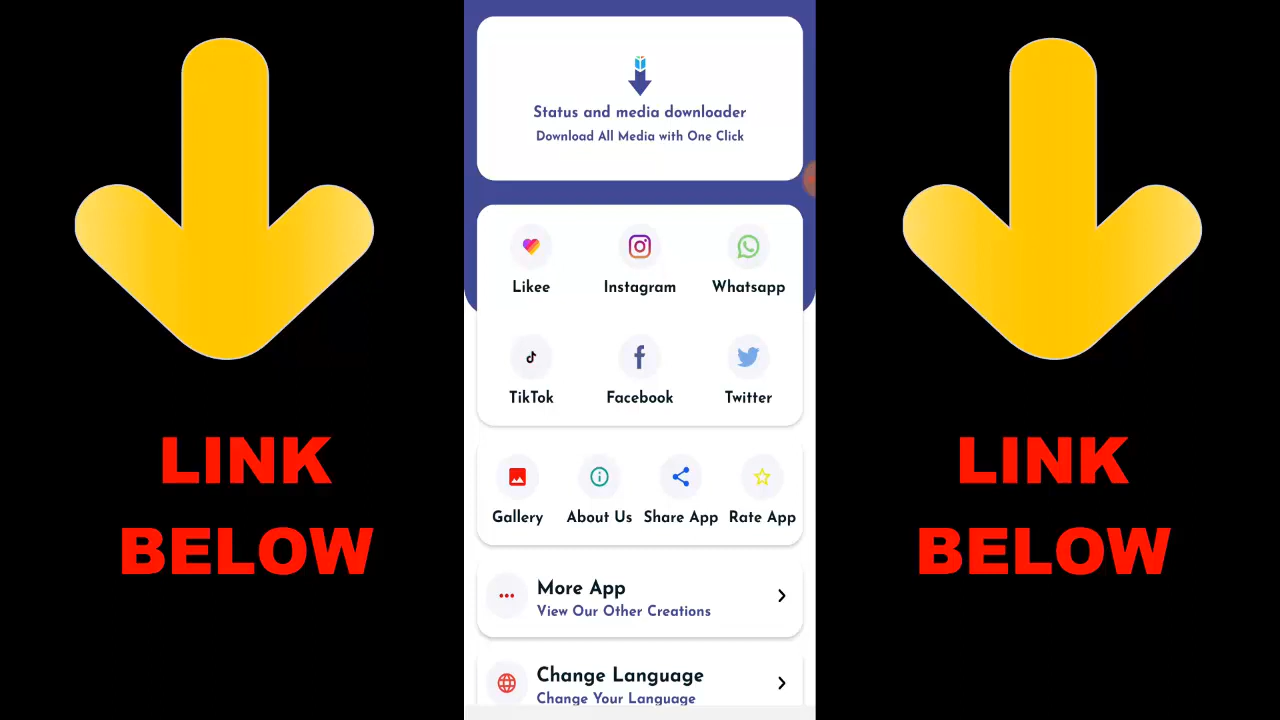 Status and media downloader
Download All Media with One Click
Likee Instagram Whatsapp
TikTok Facebook Twitter
Gallery About Us Share App Rate App
More App
View Our Other Creations
Change Language
Change Your Language
LINK
BELOW
LINK
BELOW